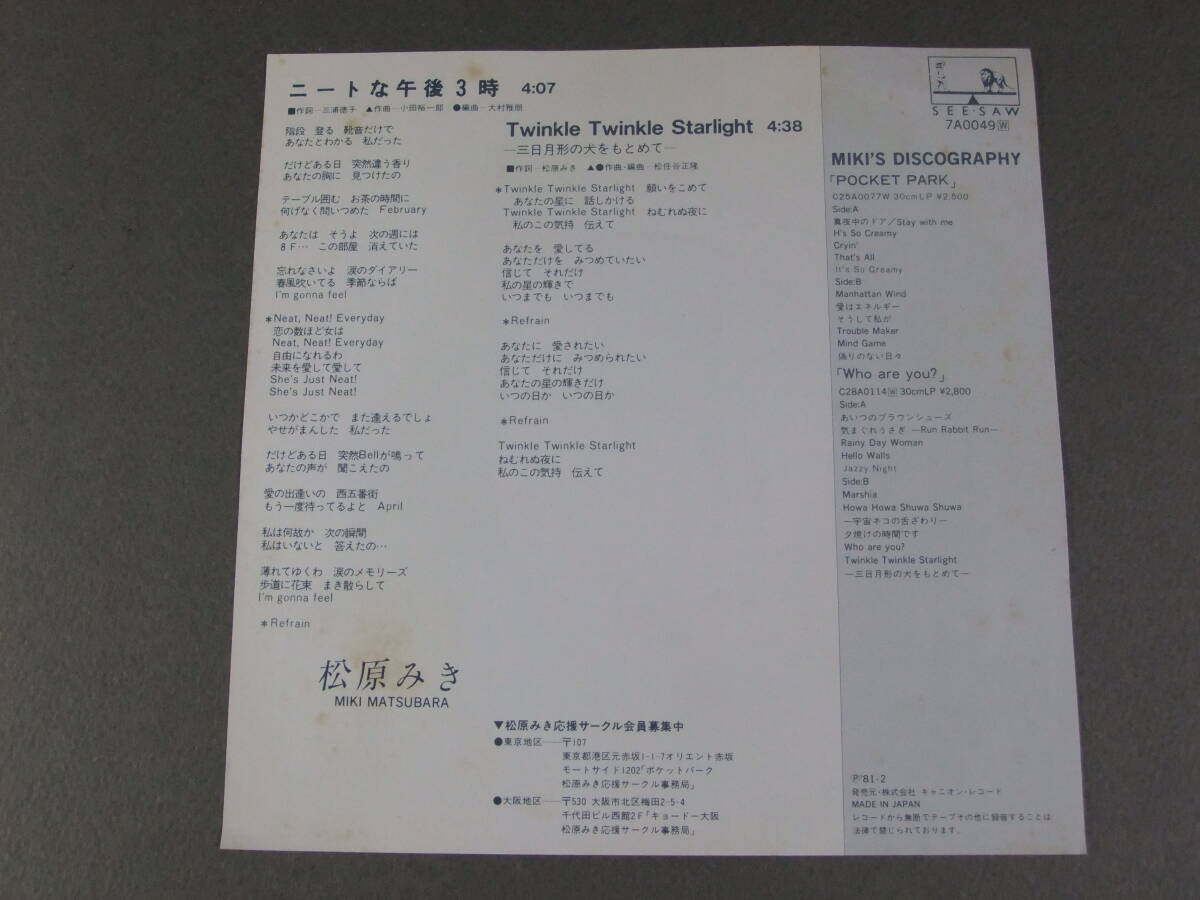 ニートな午後3時 4:07
■作詞—三浦徳子 ▲作曲—小田裕一郎 ●編曲—大村雅朗
階段 登る 靴音だけで
あなたとわかる 私だった
だけどある日 突然違う香り
あなたの胸に 見つけたの
テーブル囲む お茶の時間に
何げなく問いつめた February
あなたは そうよ 次の週には
8F… この部屋 消えていた
忘れなさいよ 涙のダイアリー
春風吹いてる 季節ならば
I'm gonna feel
*Neat, Neat! Everyday
恋の数ほど女は
Neat, Neat! Everyday
自由になれるわ
未来を愛して愛して
She's Just Neat!
She's Just Neat!
いつかどこかで また逢えるでしょ
やせがまんした 私だった
だけどある日 突然Bellが鳴って
あなたの声が 聞こえたの
愛の出逢いの 西五番街
もう一度待ってるよと April
私は何故か 次の瞬間
私はいないと 答えたの…
薄れてゆくわ 涙のメモリーズ
歩道に花束 まき散らして
I'm gonna feel
*Refrain
松原みき
MIKI MATSUBARA
Twinkle Twinkle Starlight 4:38
—三日月形の犬をもとめて—
■作詞—松原みき ▲●作曲・編曲—松任谷正隆
*Twinkle Twinkle Starlight 願いをこめて
あなたの星に 話しかける
Twinkle Twinkle Starlight ねむれぬ夜に
私のこの気持 伝えて
あなたを 愛してる
あなただけを みつめていたい
信じて それだけ
私の星の輝きで
いつまでも いつまでも
*Refrain
あなたに 愛されたい
あなただけに みつめられたい
信じて それだけ
あなたの星の輝きだけ
いつの日か いつの日か
*Refrain
Twinkle Twinkle Starlight
ねむれぬ夜に
私のこの気持 伝えて
▼松原みき応援サークル会員募集中
●東京地区——〒107
東京都港区元赤坂1-1-7オリエント赤坂
モートサイド1202「ポケットパーク
松原みき応援サークル事務局」
●大阪地区——〒530 大阪市北区梅田2-5-4
千代田ビル西館2F「キョードー大阪
松原みき応援サークル事務局」
SEE・SAW
7A0049W
MIKI'S DISCOGRAPHY
「POCKET PARK」
C25A0077W 30cmLP ¥2,500
Side:A
真夜中のドア/Stay with me
H's So Creamy
Cryin'
That's All
It's So Creamy
Side:B
Manhattan Wind
愛はエネルギー
そうして私が
Trouble Maker
Mind Game
偽りのない日々
「Who are you?」
C28A0114W 30cmLP ¥2,800
Side:A
あいつのブラウンシューズ
気まぐれうさぎ —Run Rabbit Run—
Rainy Day Woman
Hello Walls
Jazzy Night
Side:B
Marshia
Howa Howa Shuwa Shuwa
—宇宙ネコの舌ざわり—
夕焼けの時間です
Who are you?
Twinkle Twinkle Starlight
—三日月形の犬をもとめて—
Ⓟ'81・2
発売元・株式会社 キャニオン・レコード
MADE IN JAPAN
レコードから無断でテープその他に録音することは
法律で禁じられております。